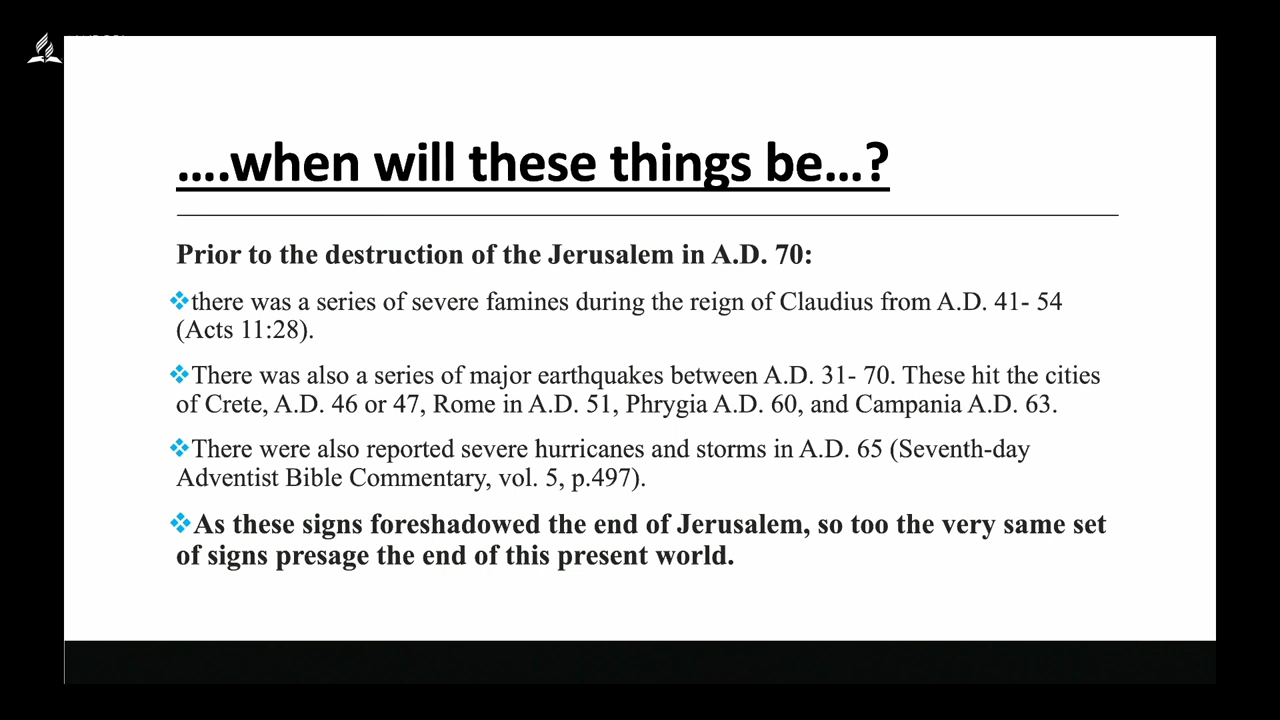 ....when will these things be...?
Prior to the destruction of the Jerusalem in A.D. 70:
❖there was a series of severe famines during the reign of Claudius from A.D. 41- 54
(Acts 11:28).
❖There was also a series of major earthquakes between A.D. 31- 70. These hit the cities
of Crete, A.D. 46 or 47, Rome in A.D. 51, Phrygia A.D. 60, and Campania A.D. 63.
❖There were also reported severe hurricanes and storms in A.D. 65 (Seventh-day
Adventist Bible Commentary, vol. 5, p.497).
❖As these signs foreshadowed the end of Jerusalem, so too the very same set
of signs presage the end of this present world.